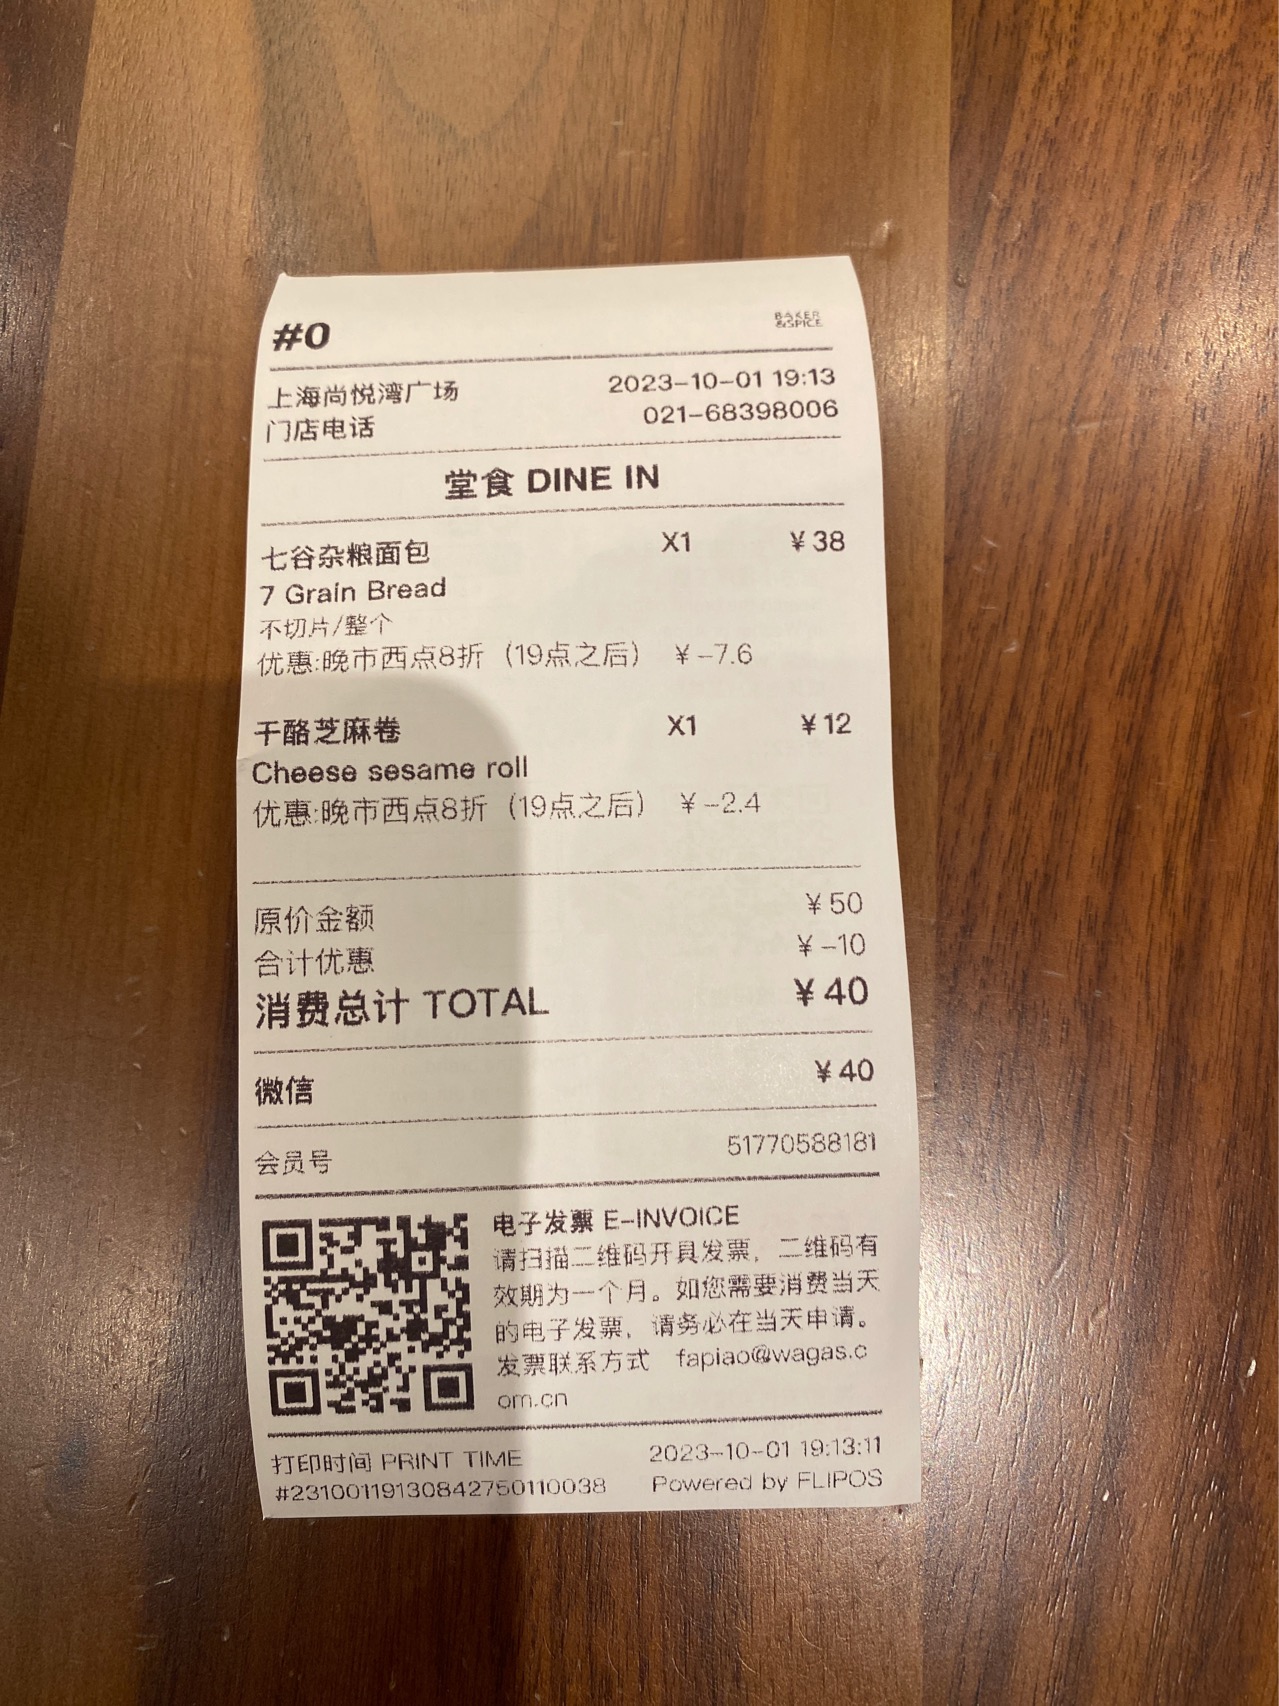 #0
BAKER
&SPICE
上海尚悦湾广场 2023-10-01 19:13
门店电话 021-68398006
堂食 DINE IN
七谷杂粮面包 X1 ¥38
7 Grain Bread
不切片/整个
优惠:晚市西点8折（19点之后） ¥-7.6
干酪芝麻卷 X1 ¥12
Cheese sesame roll
优惠:晚市西点8折（19点之后） ¥-2.4
原价金额 ¥50
合计优惠 ¥-10
消费总计 TOTAL ¥40
微信 ¥40
会员号 51770588181
电子发票 E-INVOICE
请扫描二维码开具发票，二维码有
效期为一个月。如您需要消费当天
的电子发票，请务必在当天申请。
发票联系方式 fapiao@wagas.c
om.cn
打印时间 PRINT TIME 2023-10-01 19:13:11
#23100119130842750110038 Powered by FLIPOS